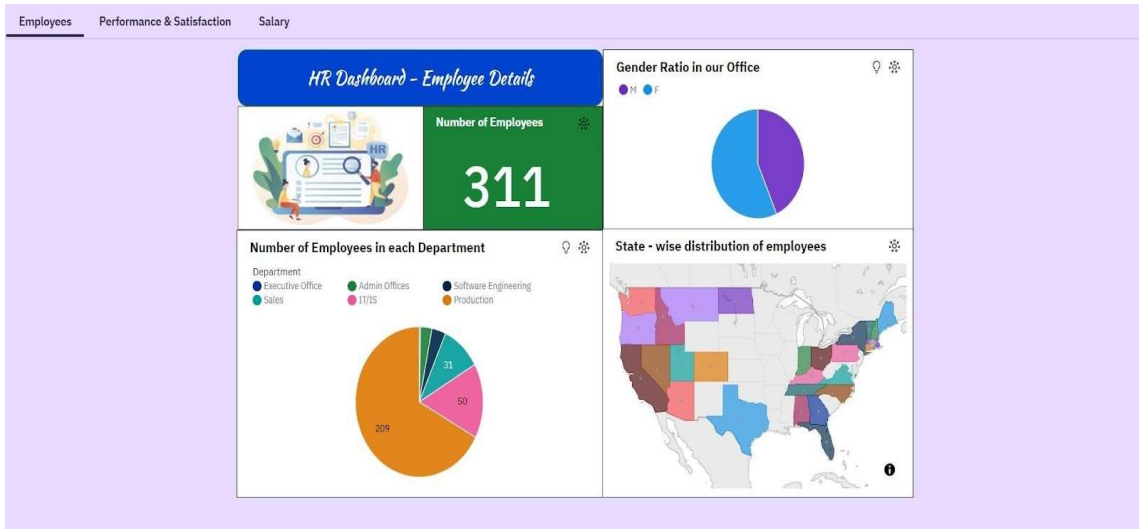 Employees Performance & Satisfaction Salary
HR Dashboard - Employee Details
HR
Number of Employees
311
Gender Ratio in our Office
M F
Number of Employees in each Department
Department
Executive Office Admin Offices Software Engineering
Sales IT/IS Production
31
50
209
State - wise distribution of employees